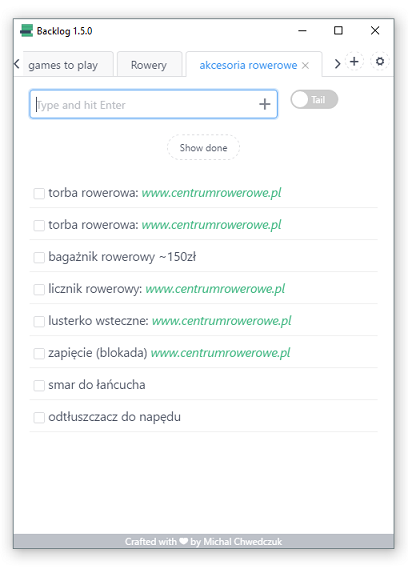 Backlog 1.5.0
games to play Rowery akcesoria rowerowe
Type and hit Enter
Tail
Show done
torba rowerowa: www.centrumrowerowe.pl
torba rowerowa: www.centrumrowerowe.pl
bagażnik rowerowy ~150zł
licznik rowerowy: www.centrumrowerowe.pl
lusterko wsteczne: www.centrumrowerowe.pl
zapięcie (blokada) www.centrumrowerowe.pl
smar do łańcucha
odtłuszczacz do napędu
Crafted with ❤ by Michal Chwedczuk